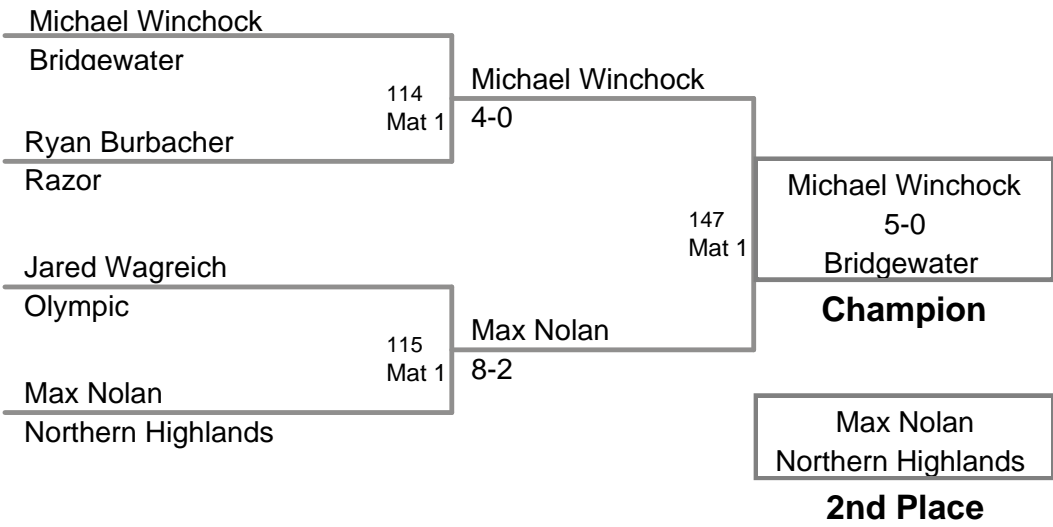 Michael Winchock
Bridgewater
114
Mat 1
Ryan Burbacher
Razor
Michael Winchock
4-0
Jared Wagreich
Olympic
115
Mat 1
Max Nolan
Northern Highlands
Max Nolan
8-2
147
Mat 1
Michael Winchock
5-0
Bridgewater
Champion
Max Nolan
Northern Highlands
2nd Place